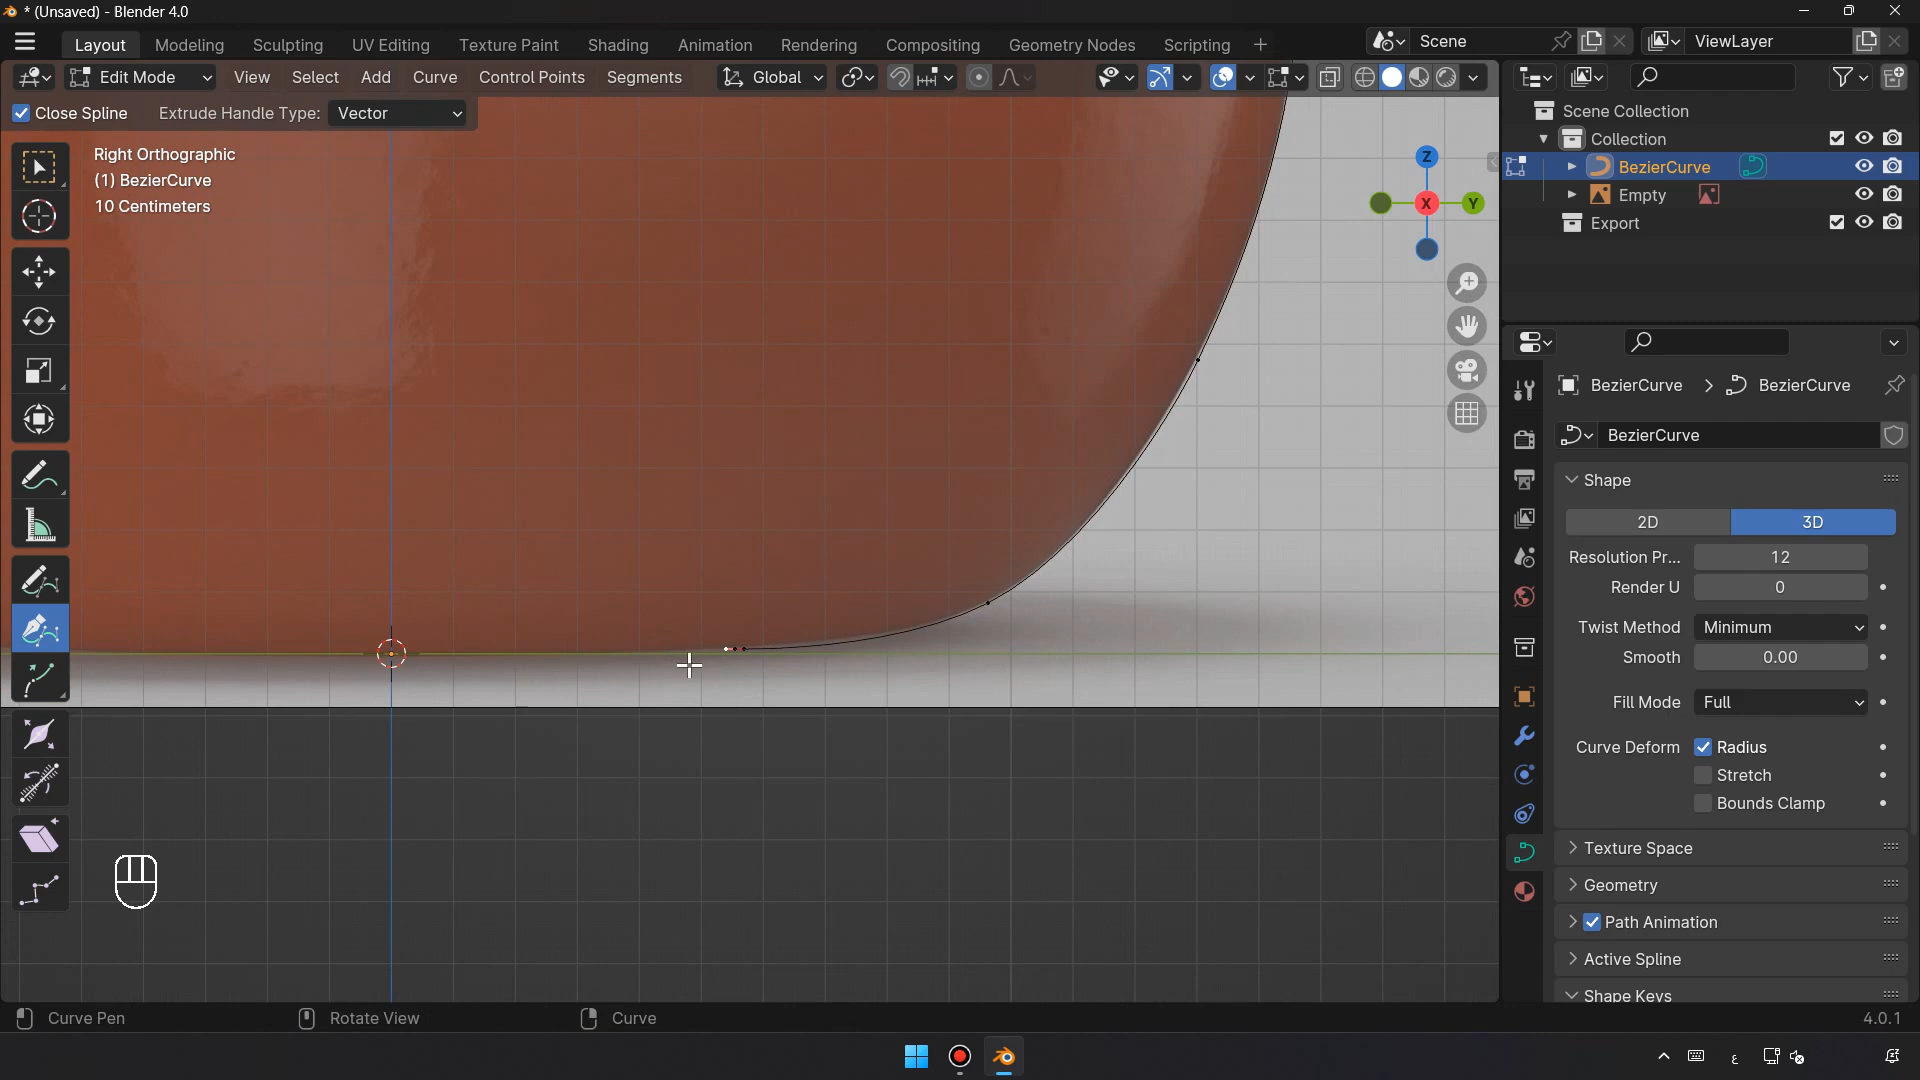 * (Unsaved) - Blender 4.0
Layout Modeling Sculpting UV Editing Texture Paint Shading Animation Rendering Compositing Geometry Nodes Scripting +
Scene
ViewLayer
Edit Mode View Select Add Curve Control Points Segments
Global
Close Spline Extrude Handle Type: Vector
Right Orthographic
(1) BezierCurve
10 Centimeters
Z
X
Y
Scene Collection
Collection
BezierCurve
Empty
Export
BezierCurve > BezierCurve
BezierCurve
Shape
2D 3D
Resolution Pr... 12
Render U 0
Twist Method Minimum
Smooth 0.00
Fill Mode Full
Curve Deform Radius
Stretch
Bounds Clamp
Texture Space
Geometry
Path Animation
Active Spline
Shape Keys
Curve Pen Rotate View Curve 4.0.1
ع